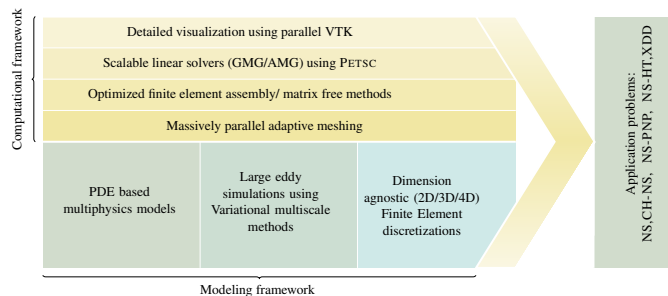 Computational framework
Detailed visualization using parallel VTK
Scalable linear solvers (GMG/AMG) using PETSC
Optimized finite element assembly/ matrix free methods
Massively parallel adaptive meshing
PDE based
multiphysics models
Large eddy
simulations using
Variational multiscale
methods
Dimension
agnostic (2D/3D/4D)
Finite Element
discretizations
Modeling framework
Application problems:
NS,CH-NS, NS-PNP, NS-HT,XDD